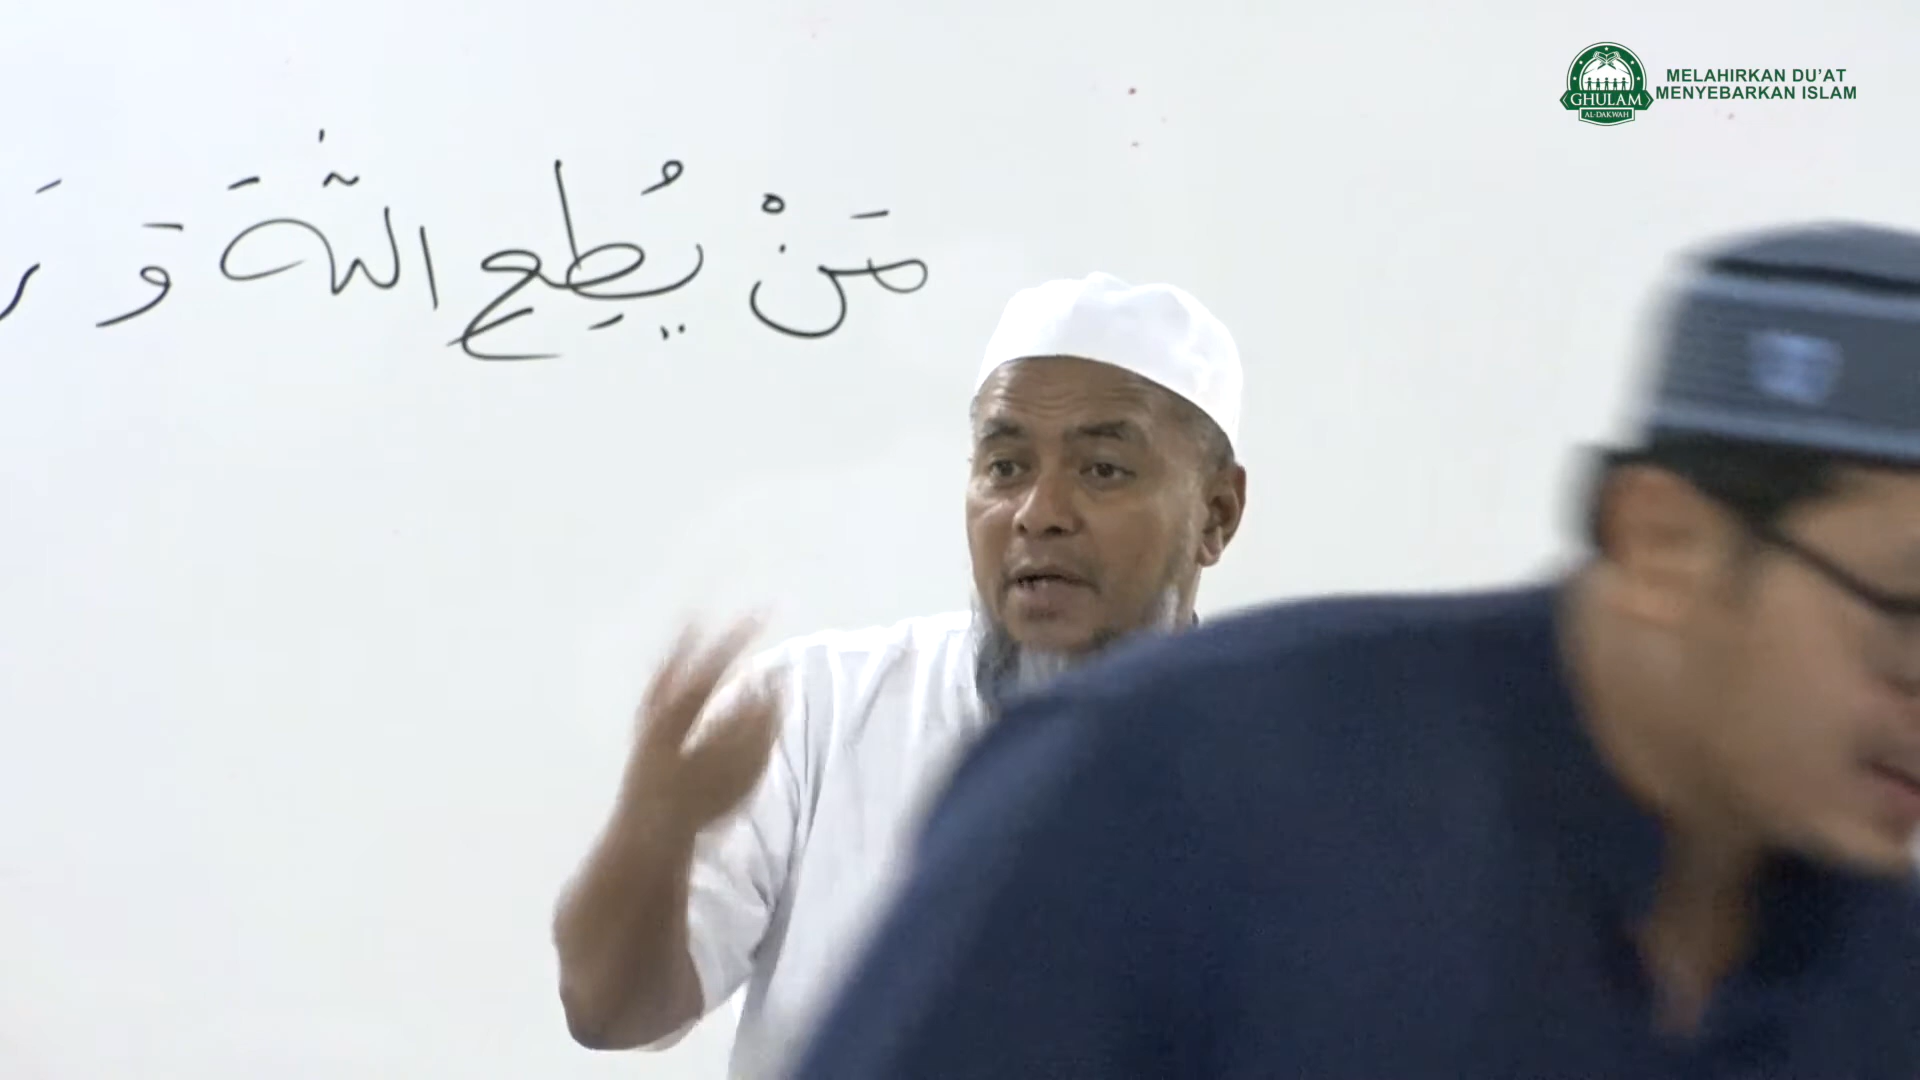 مَنْ يُطِعِ اللّٰهَ وَ
GHULAM
AL-DAKWAH
MELAHIRKAN DU'AT
MENYEBARKAN ISLAM